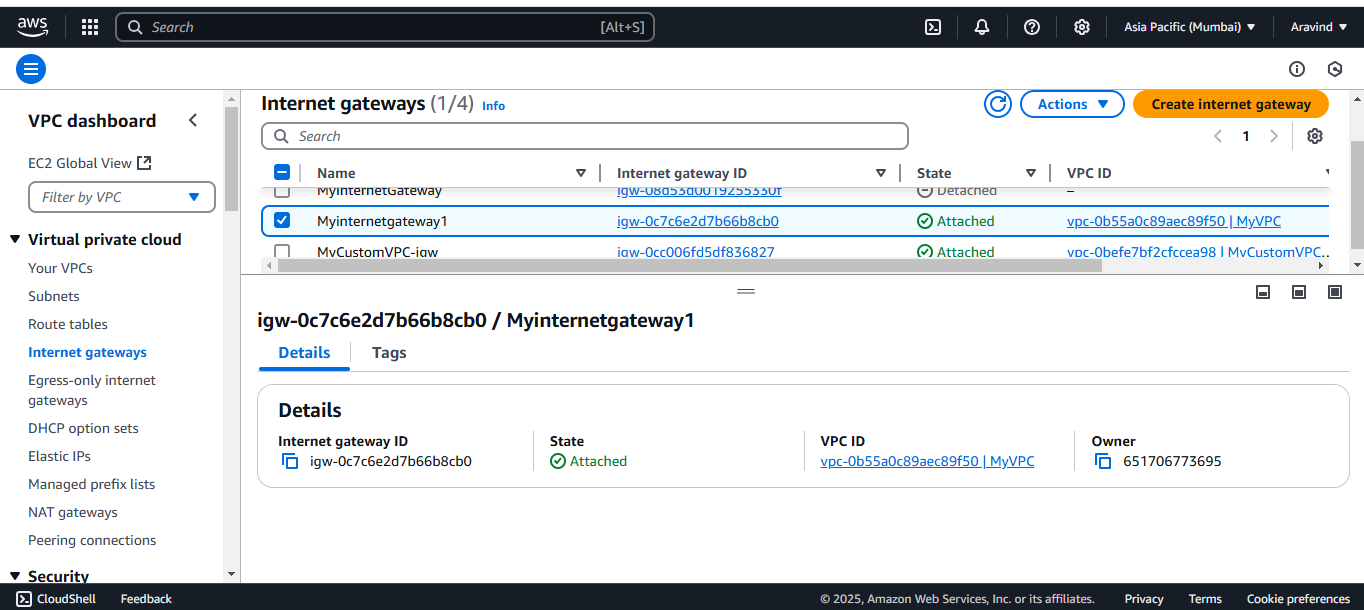 aws Search [Alt+S] Asia Pacific (Mumbai) Aravind
VPC dashboard
EC2 Global View
Filter by VPC
Virtual private cloud
Your VPCs
Subnets
Route tables
Internet gateways
Egress-only internet
gateways
DHCP option sets
Elastic IPs
Managed prefix lists
NAT gateways
Peering connections
Security
Internet gateways (1/4) Info
Actions
Create internet gateway
Search
1
Name Internet gateway ID State VPC ID
MyInternetGateway igw-08d53d0019255330f Detached –
Myinternetgateway1 igw-0c7c6e2d7b66b8cb0 Attached vpc-0b55a0c89aec89f50 | MyVPC
MyCustomVPC-igw igw-0cc006fd5df836827 Attached vpc-0befe7bf2cfccea98 | MyCustomVPC...
igw-0c7c6e2d7b66b8cb0 / Myinternetgateway1
Details Tags
Details
Internet gateway ID
igw-0c7c6e2d7b66b8cb0
State
Attached
VPC ID
vpc-0b55a0c89aec89f50 | MyVPC
Owner
651706773695
CloudShell Feedback © 2025, Amazon Web Services, Inc. or its affiliates. Privacy Terms Cookie preferences